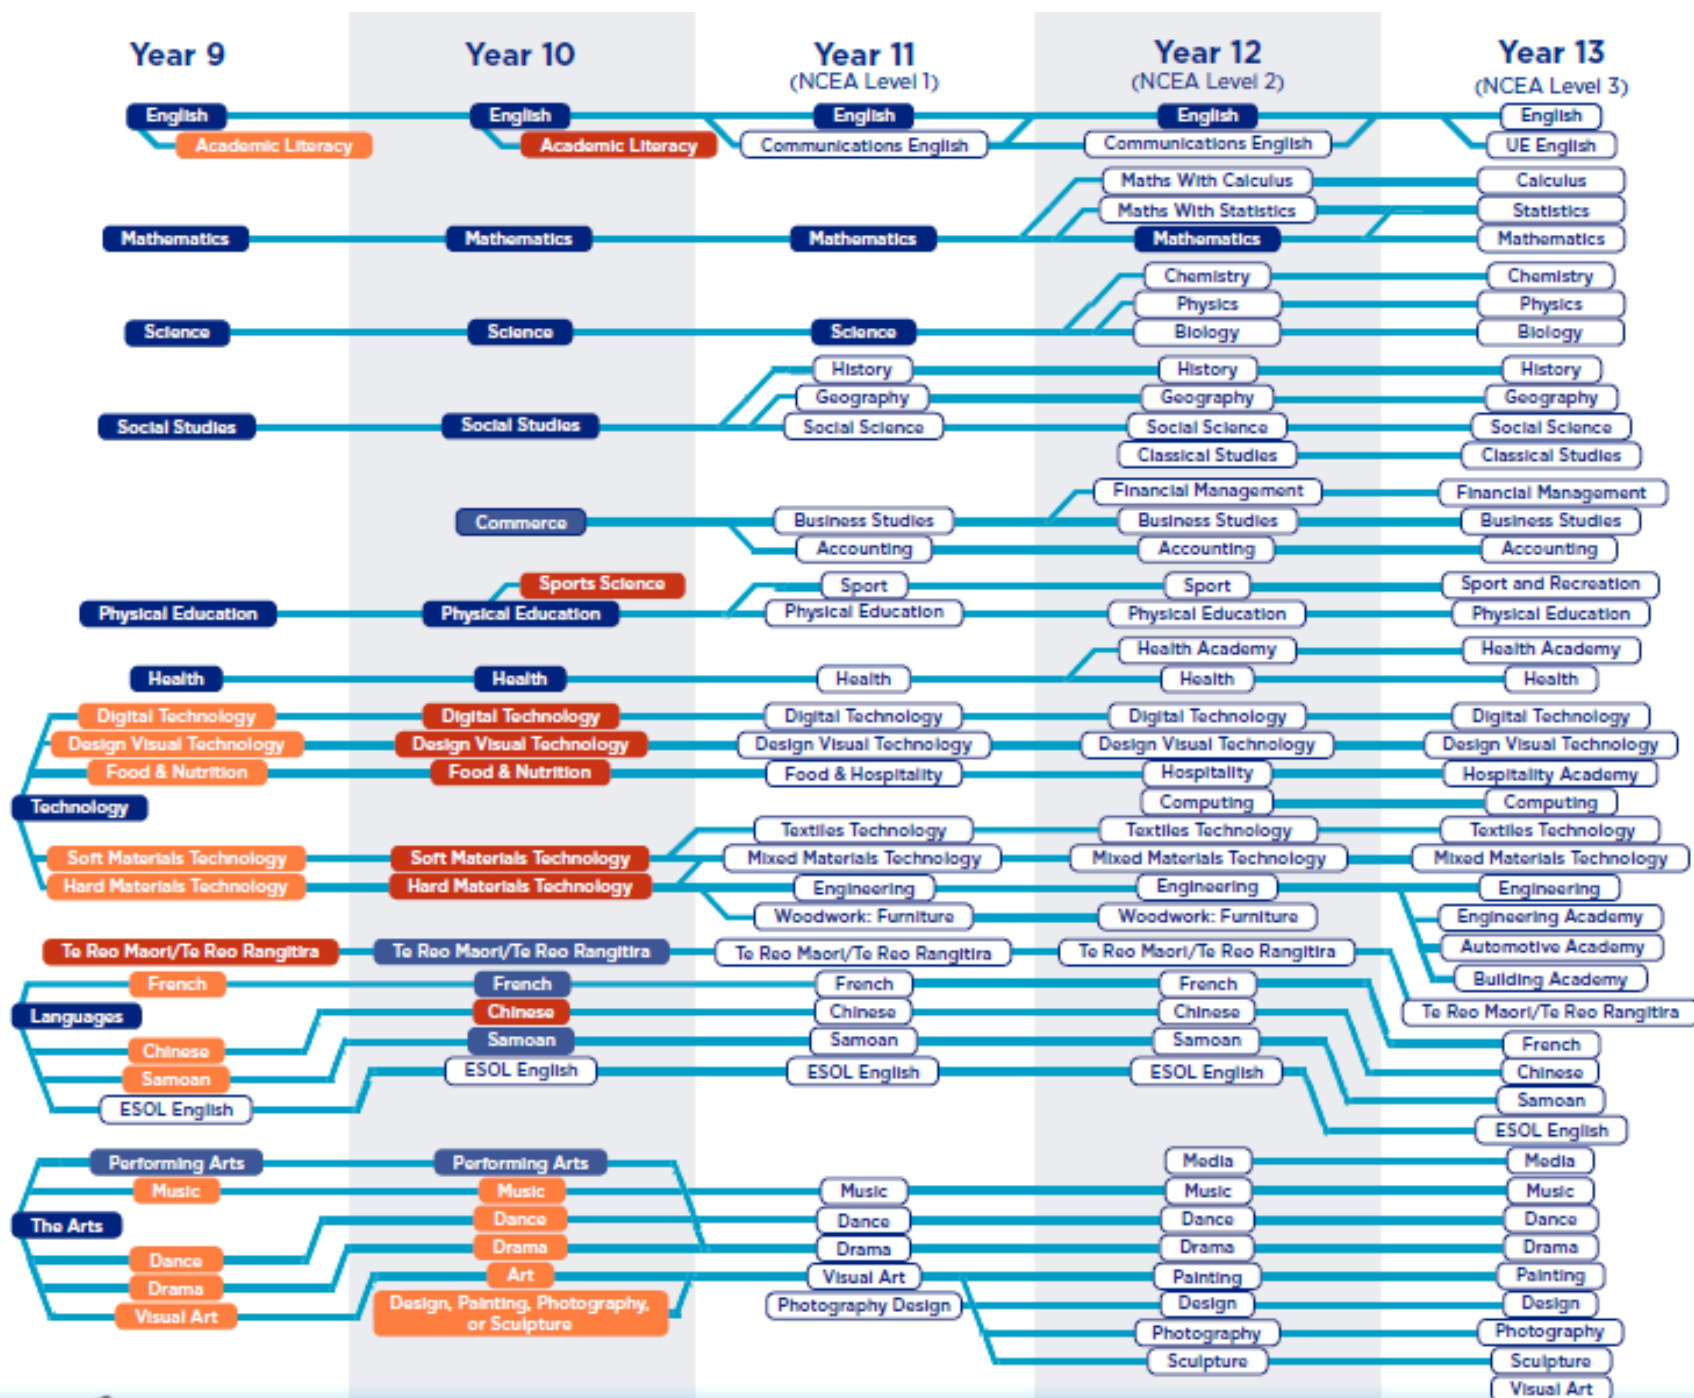 Year 9 Year 10 Year 11 Year 12 Year 13
(NCEA Level 1) (NCEA Level 2) (NCEA Level 3)
English English English English English
Academic Literacy Academic Literacy Communications English Communications English UE English
Maths With Calculus Calculus
Maths With Statistics Statistics
Mathematics Mathematics Mathematics Mathematics Mathematics
Chemistry Chemistry
Physics Physics
Science Science Science Biology Biology
History History History
Geography Geography Geography
Social Studies Social Studies Social Science Social Science Social Science
Classical Studies Classical Studies
Financial Management Financial Management
Commerce Business Studies Business Studies Business Studies
Accounting Accounting Accounting
Sports Science Sport Sport Sport and Recreation
Physical Education Physical Education Physical Education Physical Education Physical Education
Health Academy Health Academy
Health Health Health Health Health
Digital Technology Digital Technology Digital Technology Digital Technology Digital Technology
Design Visual Technology Design Visual Technology Design Visual Technology Design Visual Technology Design Visual Technology
Food & Nutrition Food & Nutrition Food & Hospitality Hospitality Hospitality Academy
Technology Computing Computing
Textiles Technology Textiles Technology Textiles Technology
Soft Materials Technology Soft Materials Technology Mixed Materials Technology Mixed Materials Technology Mixed Materials Technology
Hard Materials Technology Hard Materials Technology Engineering Engineering Engineering
Woodwork: Furniture Woodwork: Furniture Engineering Academy
Te Reo Maori/Te Reo Rangitira Te Reo Maori/Te Reo Rangitira Te Reo Maori/Te Reo Rangitira Te Reo Maori/Te Reo Rangitira Automotive Academy
French French French French Building Academy
Languages Chinese Chinese Chinese Te Reo Maori/Te Reo Rangitira
Chinese Samoan Samoan Samoan French
Samoan ESOL English ESOL English ESOL English Chinese
ESOL English Samoan
ESOL English
Performing Arts Performing Arts Media Media
Music Music Music Music Music
The Arts Dance Dance Dance Dance
Dance Drama Drama Drama Drama
Drama Art Visual Art Painting Painting
Visual Art Design, Painting, Photography, Photography Design Design Design
or Sculpture Photography Photography
Sculpture Sculpture
Visual Art